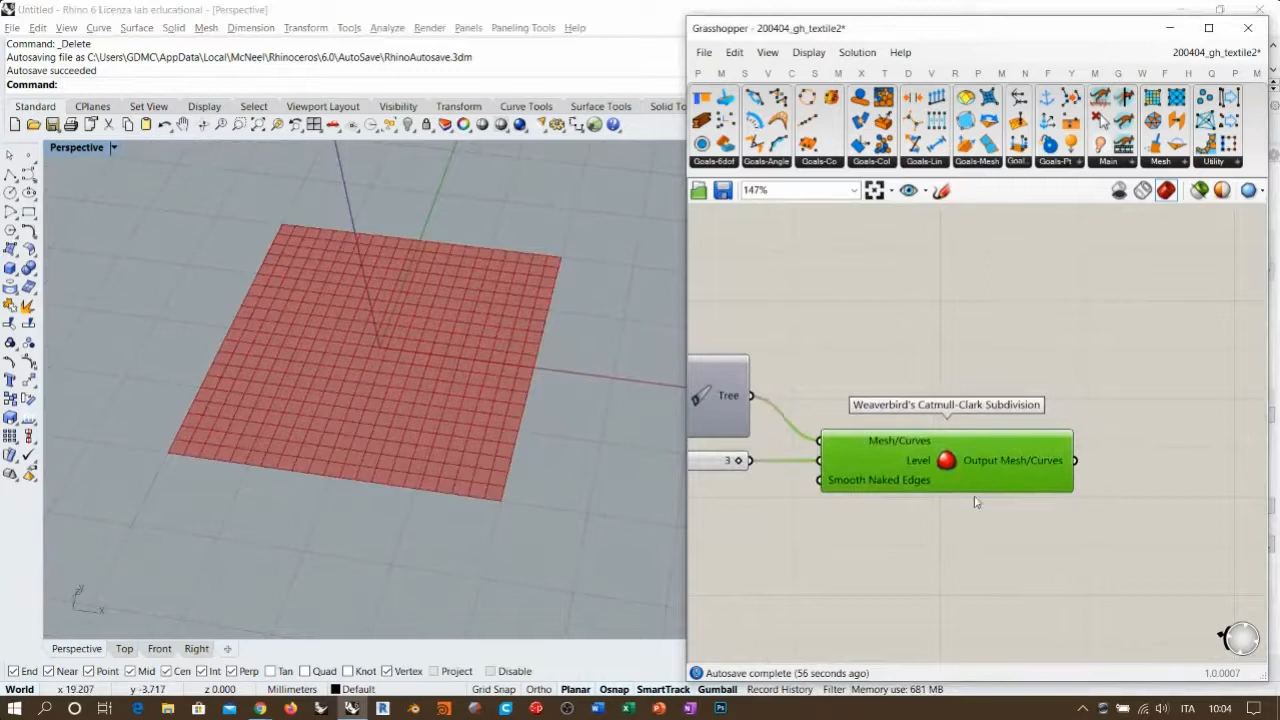 Untitled - Rhino 6 Licenza lab educational - [Perspective]
File Edit View Curve Surface Solid Mesh Dimension Transform Tools Analyze Render Panels Paneling Tools Help
Command: _Delete
Autosaving file as C:\Users\GDMC\AppData\Local\McNeel\Rhinoceros\6.0\AutoSave\RhinoAutosave.3dm
Autosave succeeded
Command:
Standard CPlanes Set View Display Select Viewport Layout Visibility Transform Curve Tools Surface Tools Solid To
Perspective
Grasshopper - 200404_gh_textile2*
File Edit View Display Solution Help
200404_gh_textile2*
P M S V C S M X T D V R P M N K F Y M L F H Q P M
Goals-6dof Goals-Angle Goals-Co Goals-Col Goals-Lin Goals-Mesh Goal... Goals-Pt Main Mesh Utility
147%
Tree
3
Weaverbird's Catmull-Clark Subdivision
Mesh/Curves
Level
Smooth Naked Edges
Output Mesh/Curves
y
x
Perspective Top Front Right
Autosave complete (56 seconds ago)
1.0.0007
End Near Point Mid Cen Int Perp Tan Quad Knot Vertex Project Disable
World x 19.207 y -3.717 z 0.000 Millimeters Default Grid Snap Ortho Planar Osnap SmartTrack Gumball Record History Filter Memory use: 681 MB
ITA 10:04